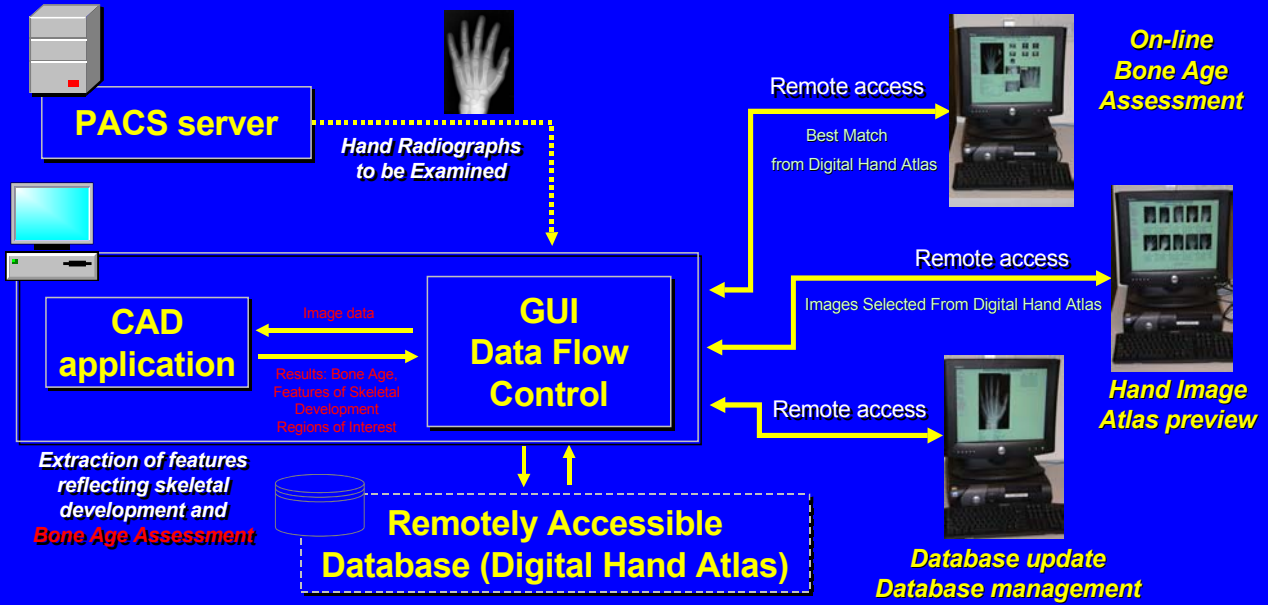 PACS server
Hand Radiographs
to be Examined
Remote access
Best Match
from Digital Hand Atlas
On-line
Bone Age
Assessment
Remote access
Images Selected From Digital Hand Atlas
Hand Image
Atlas preview
CAD
application
Image data
Results: Bone Age,
Features of Skeletal
Development
Regions of Interest
GUI
Data Flow
Control
Remote access
Database update
Database management
Extraction of features
reflecting skeletal
development and
Bone Age Assessment
Remotely Accessible
Database (Digital Hand Atlas)